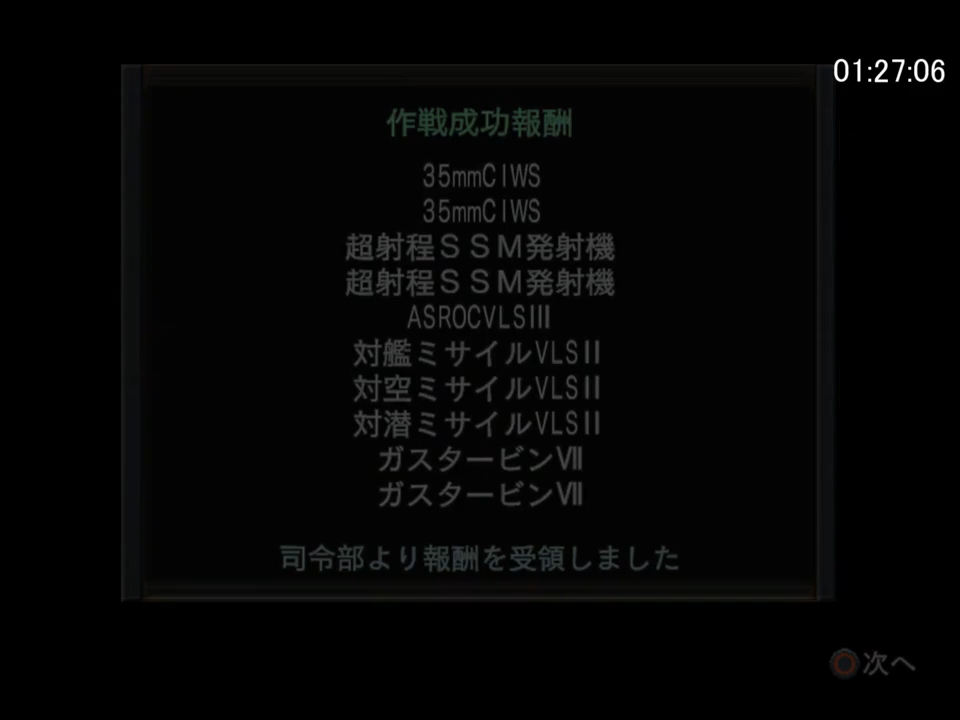 01:27:06
作戦成功報酬
35mmCIWS
35mmCIWS
超射程ＳＳＭ発射機
超射程ＳＳＭ発射機
ASROCVLSⅢ
対艦ミサイルVLSⅡ
対空ミサイルVLSⅡ
対潜ミサイルVLSⅡ
ガスタービンⅦ
ガスタービンⅦ
司令部より報酬を受領しました
次へ